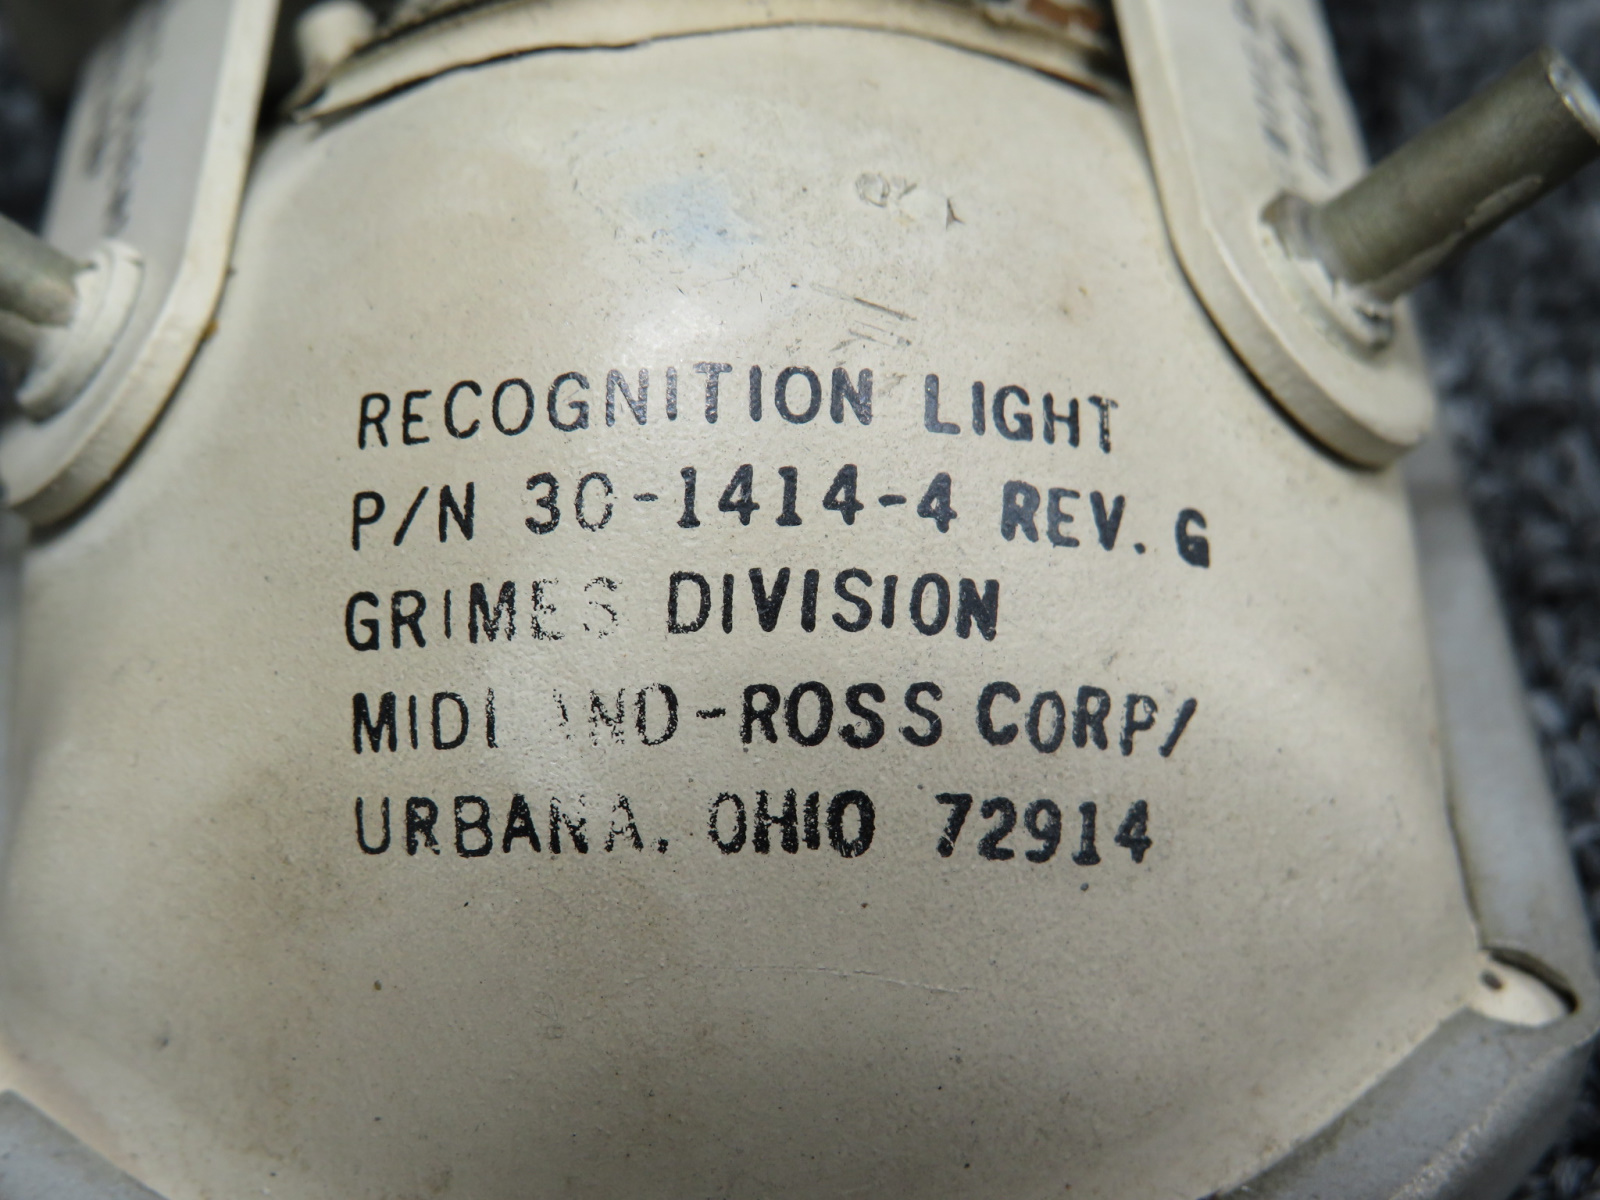 RECOGNITION LIGHT
P/N 30-1414-4 REV. G
GRIMES DIVISION
MIDLAND-ROSS CORP/
URBANA, OHIO 72914